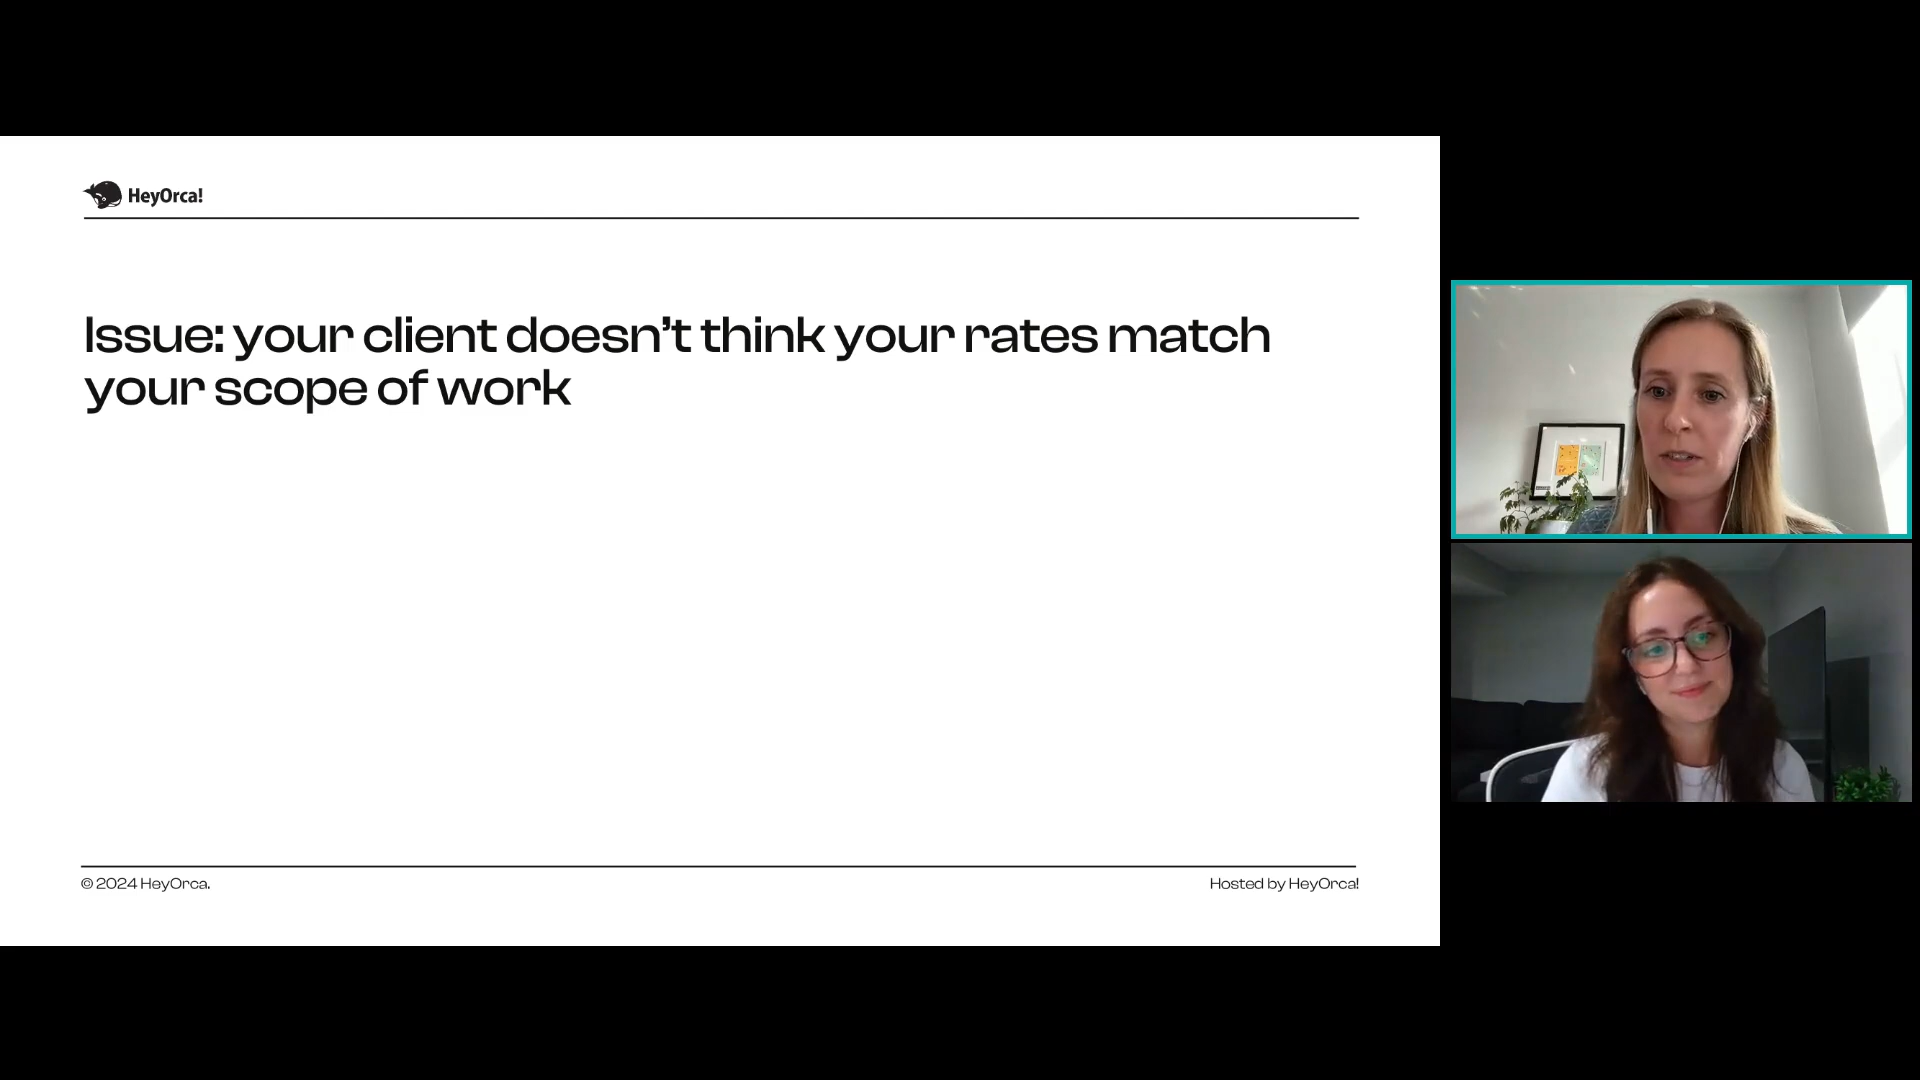 HeyOrca!
Issue: your client doesn’t think your rates match
your scope of work
© 2024 HeyOrca.
Hosted by HeyOrca!